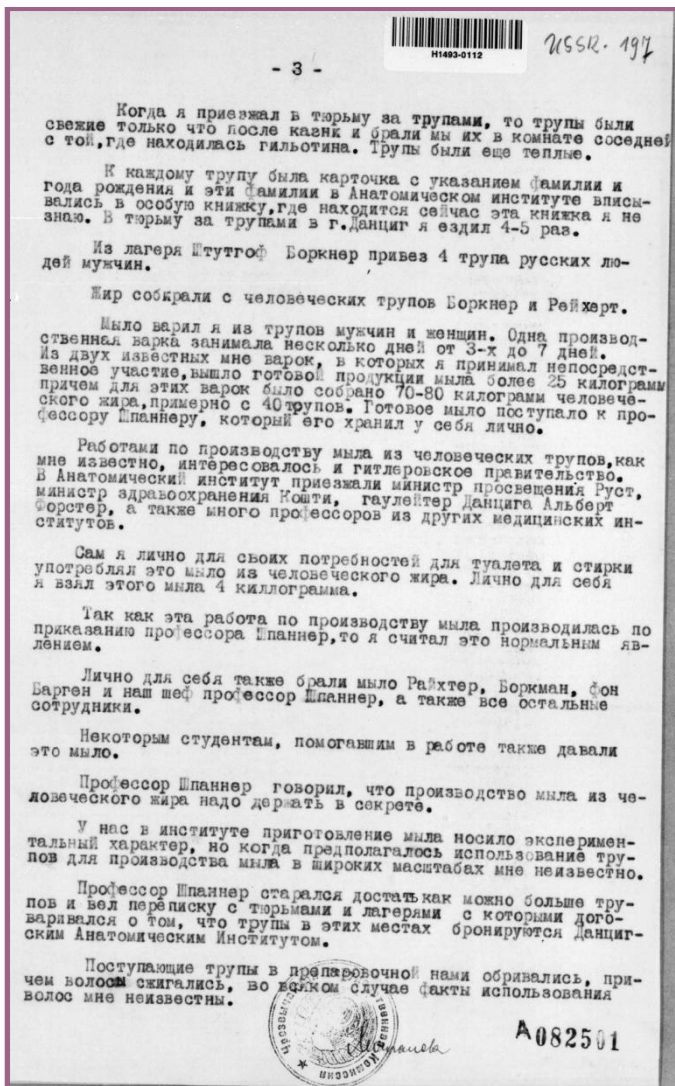 H1493-0112
USSR-197
- 3 -
Когда я приезжал в тюрьму за трупами, то трупы были
свежие только что после казни и брали мы их в комнате соседней
с той,где находилась гильотина. Трупы были еще теплые.
К каждому трупу была карточка с указанием фамилии и
года рождения и эти фамилии в Анатомическом институте вписы-
вались в особую книжку,где находится сейчас эта книжка я не
знаю. В тюрьму за трупами в г.Данциг я ездил 4-5 раз.
Из лагеря Штутгоф Боркнер привез 4 трупа русских лю-
дей мужчин.
Жир собирали с человеческих трупов Боркнер и Рейхерт.
Мыло варил я из трупов мужчин и женщин. Одна производ-
ственная варка занимала несколько дней от 3-х до 7 дней.
Из двух известных мне варок, в которых я принимал непосредст-
венное участие,вышло готовой продукции мыла более 25 килограмм
причем для этих варок было собрано 70-80 килограмм человече-
ского жира,примерно с 40 трупов. Готовое мыло поступало к про-
фессору Шпаннеру, который его хранил у себя лично.
Работами по производству мыла из человеческих трупов,как
мне известно, интересовалось и гитлеровское правительство.
В Анатомический институт приезжали министр просвещения Руст,
министр здравоохранения Кошти, гаулейтер Данцига Альберт
Форстер, а также много профессоров из других медицинских ин-
ститутов.
Сам я лично для своих потребностей для туалета и стирки
употреблял это мыло из человеческого жира. Лично для себя
я взял этого мыла 4 киллограмма.
Так как эта работа по производству мыла производилась по
приказанию профессора Шпаннер,то я считал это нормальным яв-
лением.
Лично для себя также брали мыло Райхтер, Боркман, фон
Барген и наш шеф профессор Шпаннер, а также все остальные
сотрудники.
Некоторым студентам, помогавшим в работе также давали
это мыло.
Профессор Шпаннер говорил, что производство мыла из че-
ловеческого жира надо держать в секрете.
У нас в институте приготовление мыла носило эксперимен-
тальный характер, но когда предполагалось использование тру-
пов для производства мыла в широких масштабах мне неизвестно.
Профессор Шпаннер старался достать как можно больше тру-
пов и вел переписку с тюрьмами и лагерями с которыми дого-
варивался о том, что трупы в этих местах бронируются Данциг-
ским Анатомическим Институтом.
Поступающие трупы в препаровочной нами обривались, при-
чем волосы сжигались, во всяком случае факты использования
волос мне неизвестны.
A082501